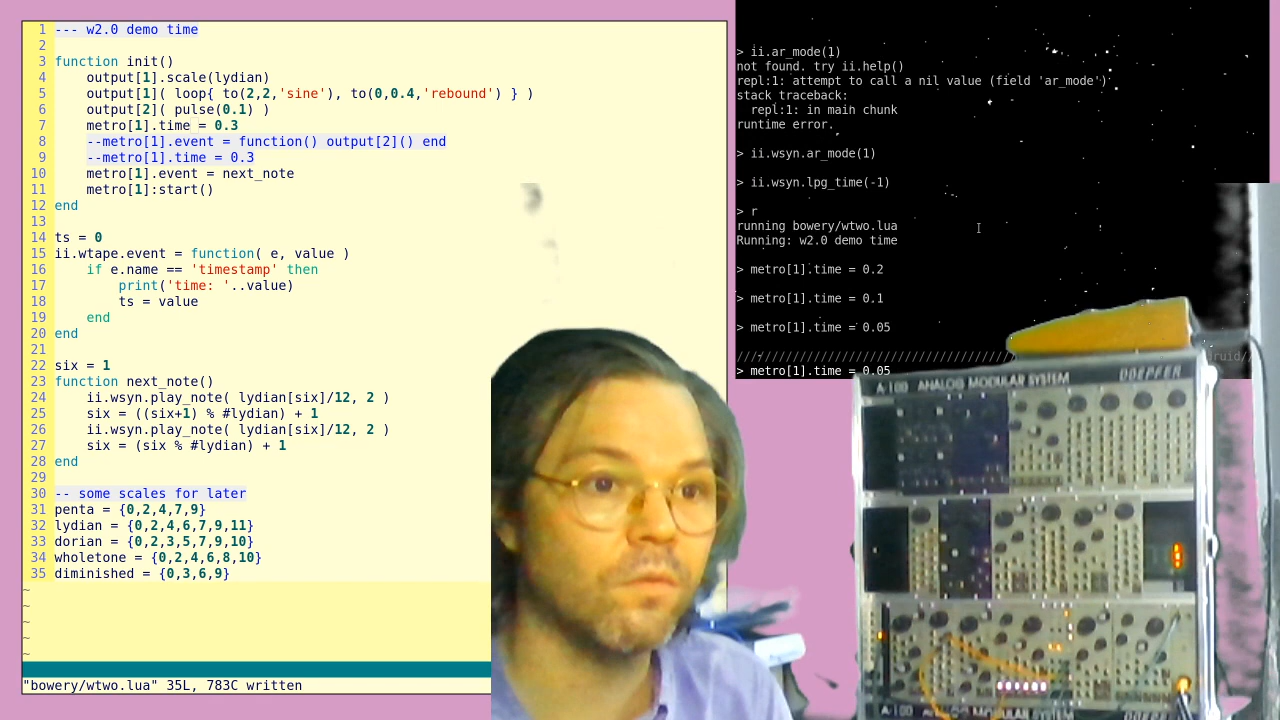 1 --- w2.0 demo time
2
3 function init()
4     output[1].scale(lydian)
5     output[1]( loop{ to(2,2,'sine'), to(0,0.4,'rebound') } )
6     output[2]( pulse(0.1) )
7     metro[1].time = 0.3
8     --metro[1].event = function() output[2]() end
9     --metro[1].time = 0.3
10     metro[1].event = next_note
11     metro[1]:start()
12 end
13
14 ts = 0
15 ii.wtape.event = function( e, value )
16     if e.name == 'timestamp' then
17         print('time: '..value)
18         ts = value
19     end
20 end
21
22 six = 1
23 function next_note()
24     ii.wsyn.play_note( lydian[six]/12, 2 )
25     six = ((six+1) % #lydian) + 1
26     ii.wsyn.play_note( lydian[six]/12, 2 )
27     six = (six % #lydian) + 1
28 end
29
30 -- some scales for later
31 penta = {0,2,4,7,9}
32 lydian = {0,2,4,6,7,9,11}
33 dorian = {0,2,3,5,7,9,10}
34 wholetone = {0,2,4,6,8,10}
35 diminished = {0,3,6,9}
~
~
~
~
~
"bowery/wtwo.lua" 35L, 783C written
> ii.ar_mode(1)
not found. try ii.help()
repl:1: attempt to call a nil value (field 'ar_mode')
stack traceback:
  repl:1: in main chunk
runtime error.
> ii.wsyn.ar_mode(1)
> ii.wsyn.lpg_time(-1)
> r
running bowery/wtwo.lua
Running: w2.0 demo time
> metro[1].time = 0.2
> metro[1].time = 0.1
> metro[1].time = 0.05
> metro[1].time = 0.05
A-100 ANALOG MODULAR SYSTEM DOEPFER
A-100 ANALOG MODULAR SYSTEM DOEPFER